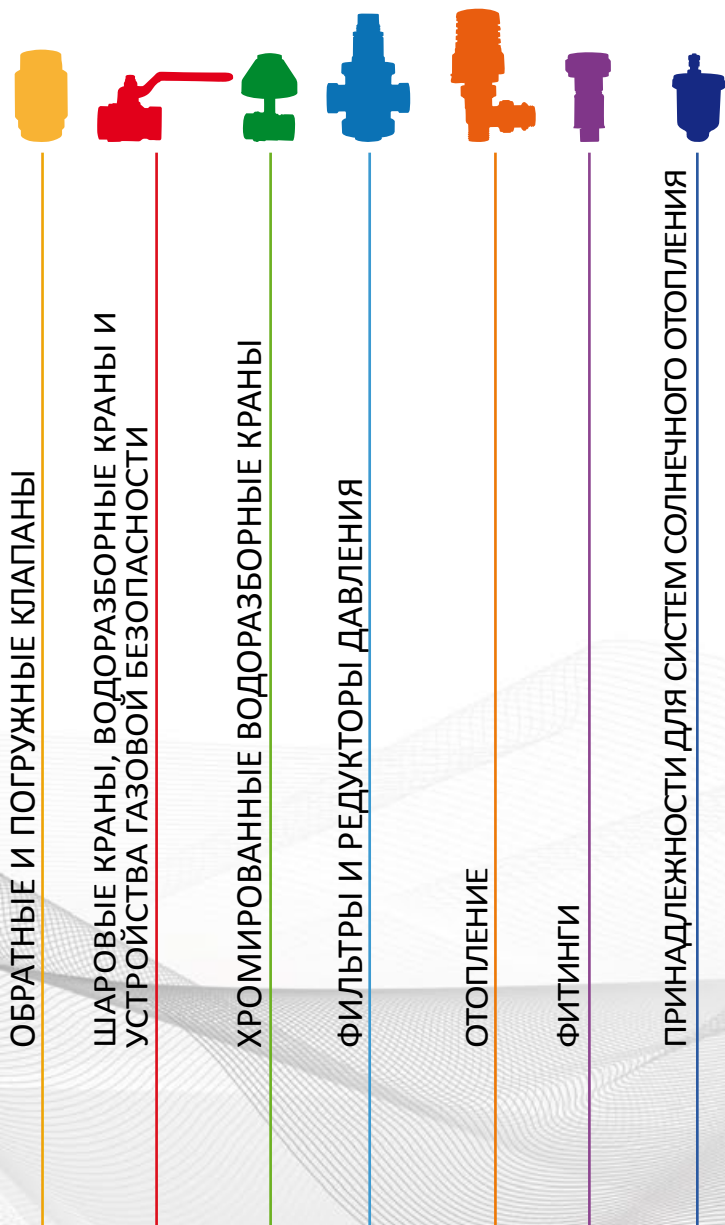 ОБРАТНЫЕ И ПОГРУЖНЫЕ КЛАПАНЫ
ШАРОВЫЕ КРАНЫ, ВОДОРАЗБОРНЫЕ КРАНЫ И
УСТРОЙСТВА ГАЗОВОЙ БЕЗОПАСНОСТИ
ХРОМИРОВАННЫЕ ВОДОРАЗБОРНЫЕ КРАНЫ
ФИЛЬТРЫ И РЕДУКТОРЫ ДАВЛЕНИЯ
ОТОПЛЕНИЕ
ФИТИНГИ
ПРИНАДЛЕЖНОСТИ ДЛЯ СИСТЕМ СОЛНЕЧНОГО ОТОПЛЕНИЯ